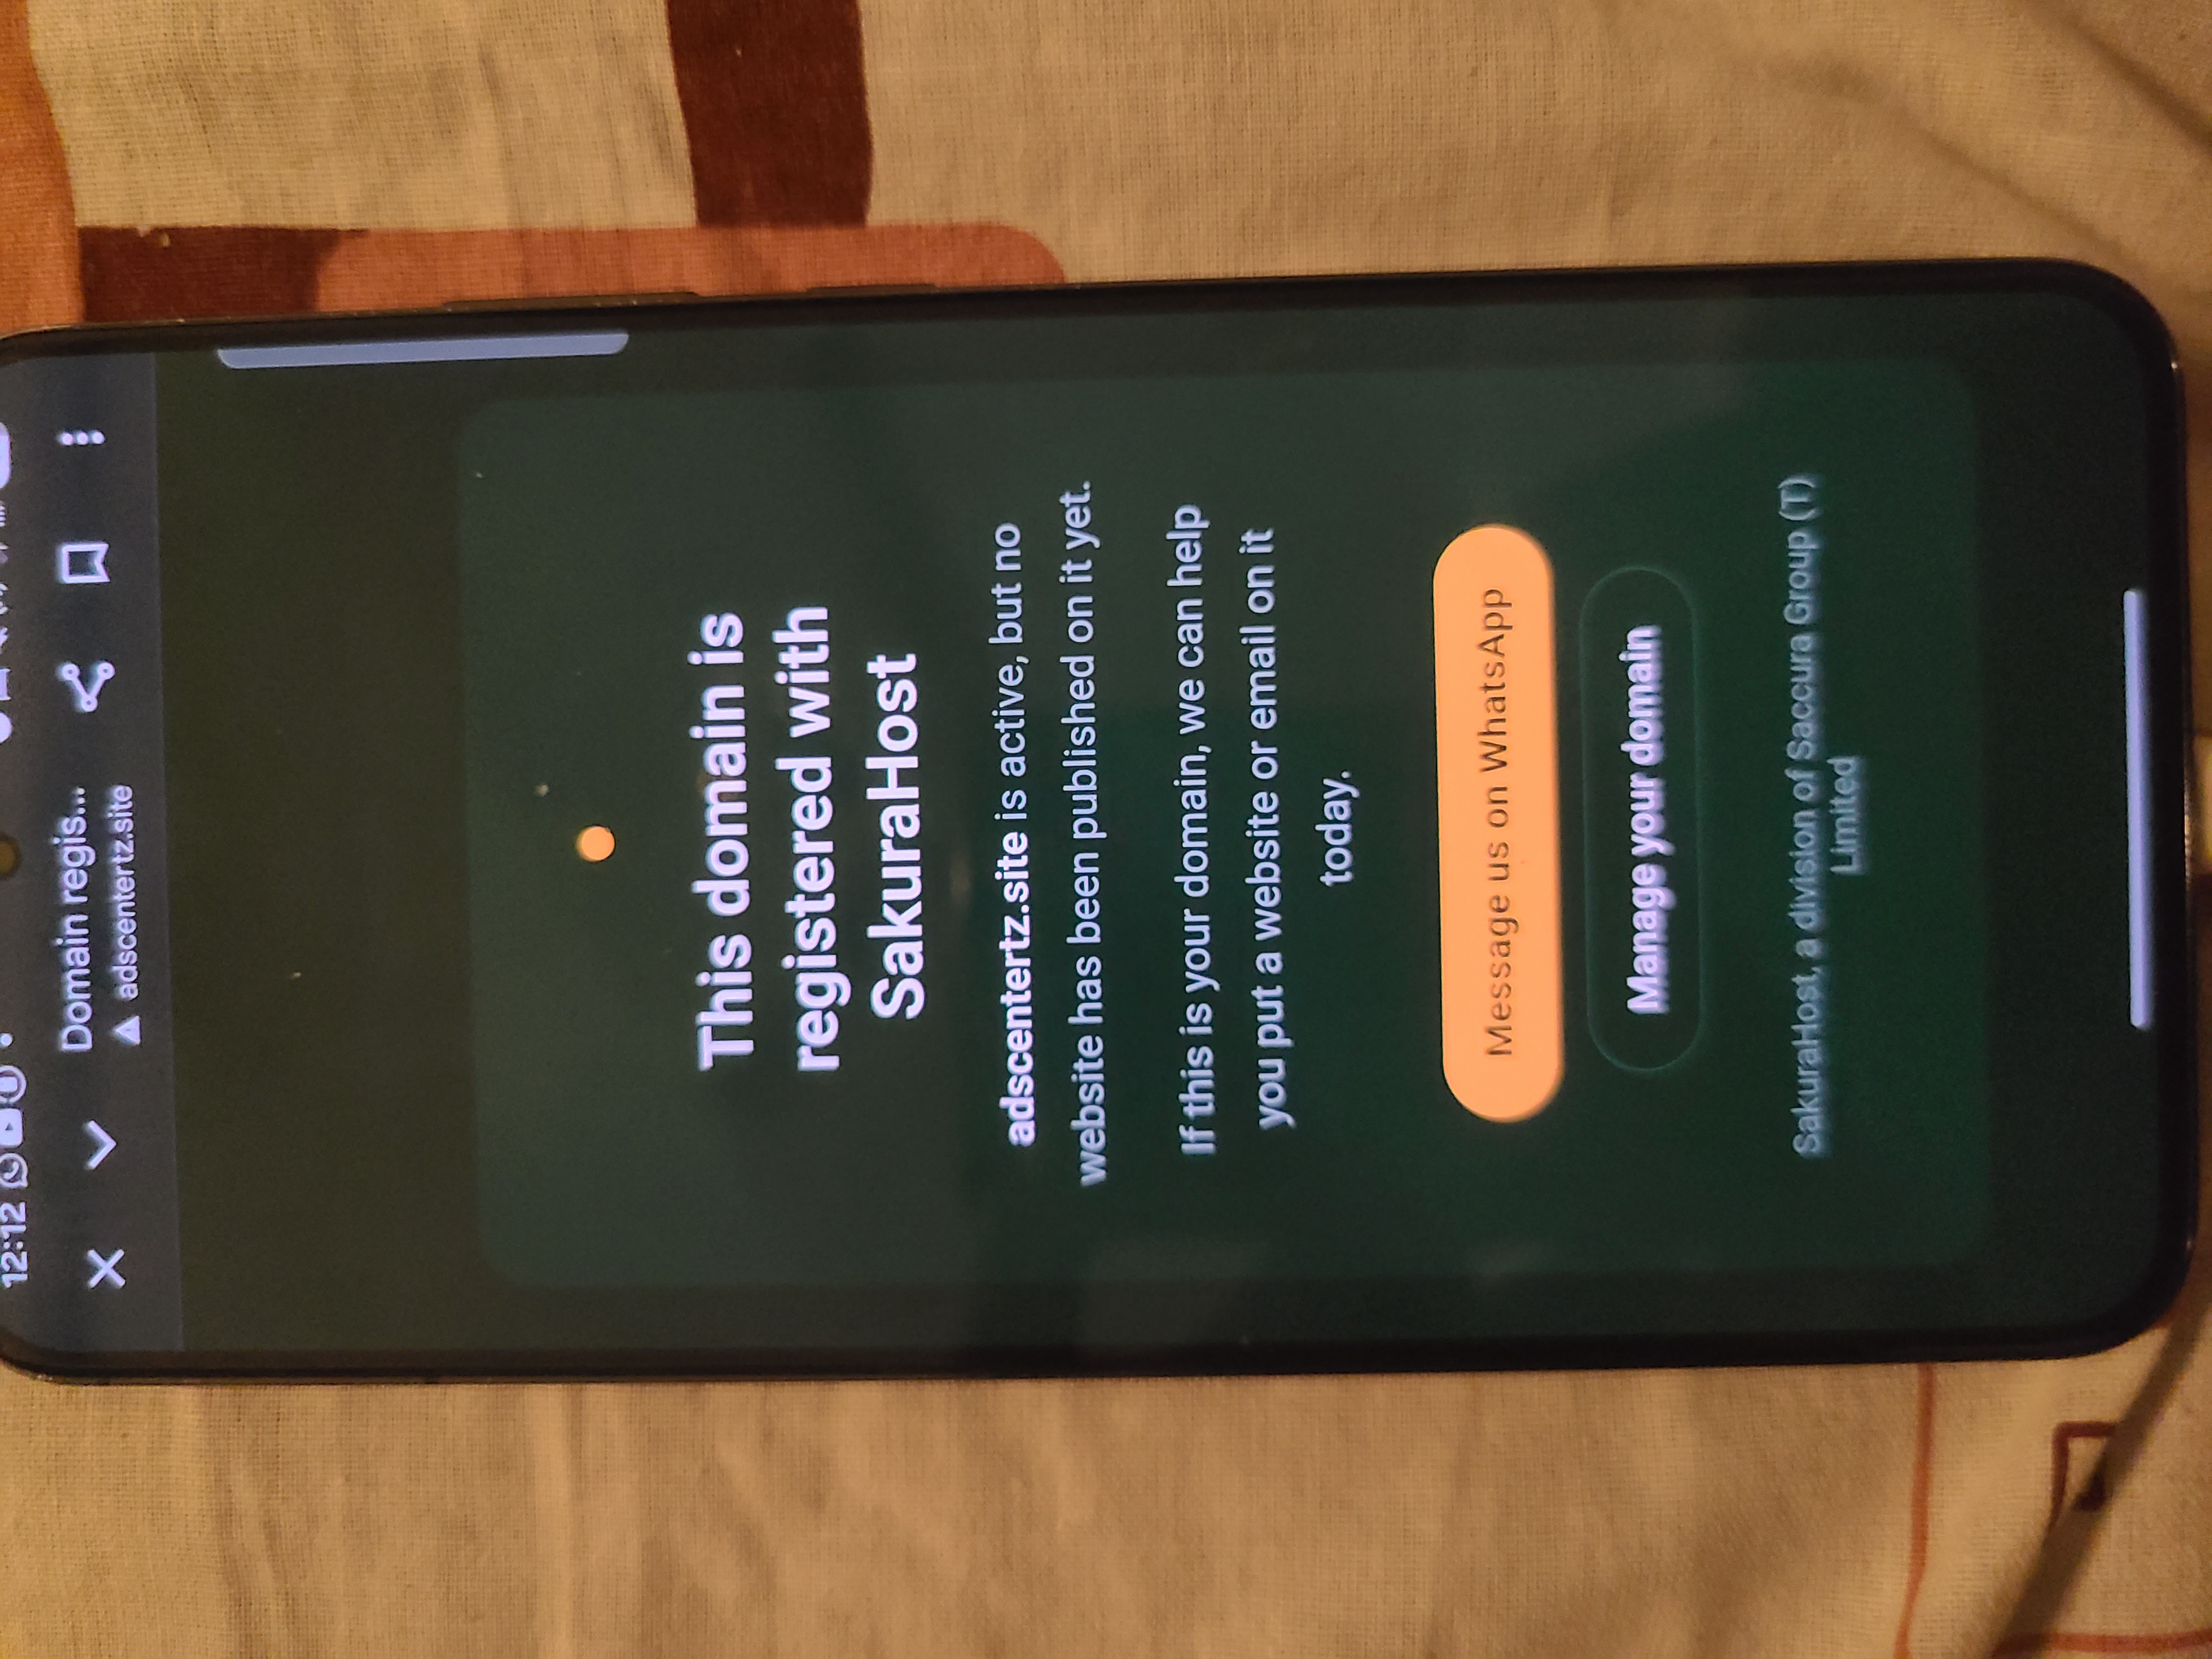 12:12
Domain regis...
adscentertz.site
This domain is
registered with
SakuraHost
adscentertz.site is active, but no
website has been published on it yet.
If this is your domain, we can help
you put a website or email on it
today.
Message us on WhatsApp
Manage your domain
SakuraHost, a division of Saccura Group (T)
Limited